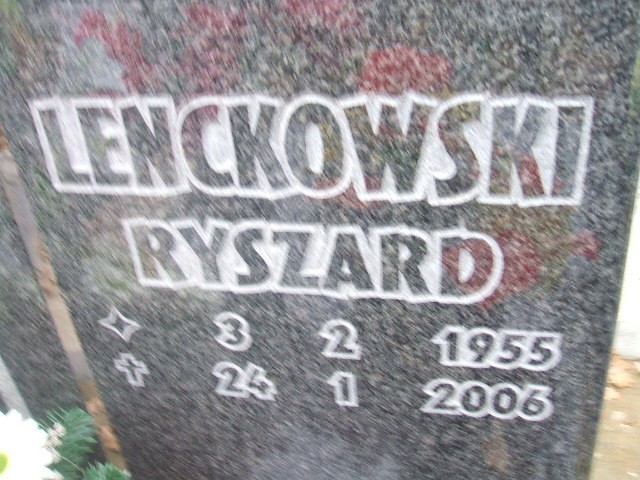 LENCKOWSKI
RYSZARD
3 2 1955
24 1 2006